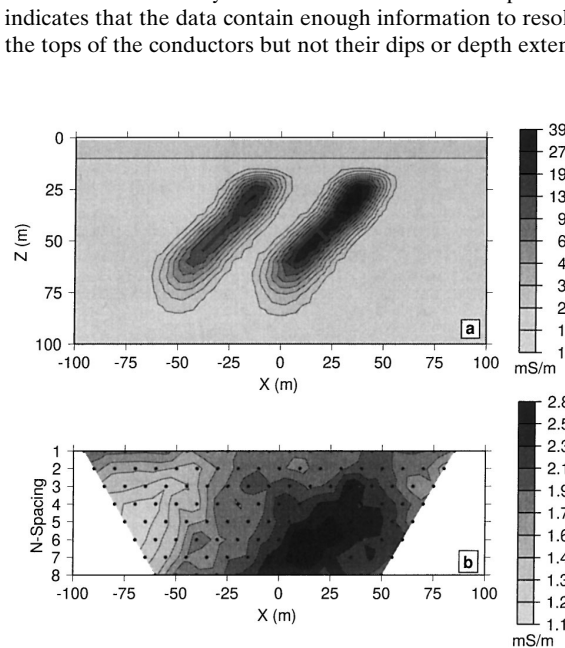 indicates that the data contain enough information to resol
the tops of the conductors but not their dips or depth exten
0
25
50
75
100
Z (m)
-100 -75 -50 -25 0 25 50 75 100
X (m)
a
39
27
19
13
9
6
4
3
2
1
1
mS/m
1
2
3
4
5
6
7
8
N-Spacing
-100 -75 -50 -25 0 25 50 75 100
X (m)
b
2.8
2.5
2.3
2.1
1.9
1.7
1.6
1.4
1.3
1.2
1.1
mS/m